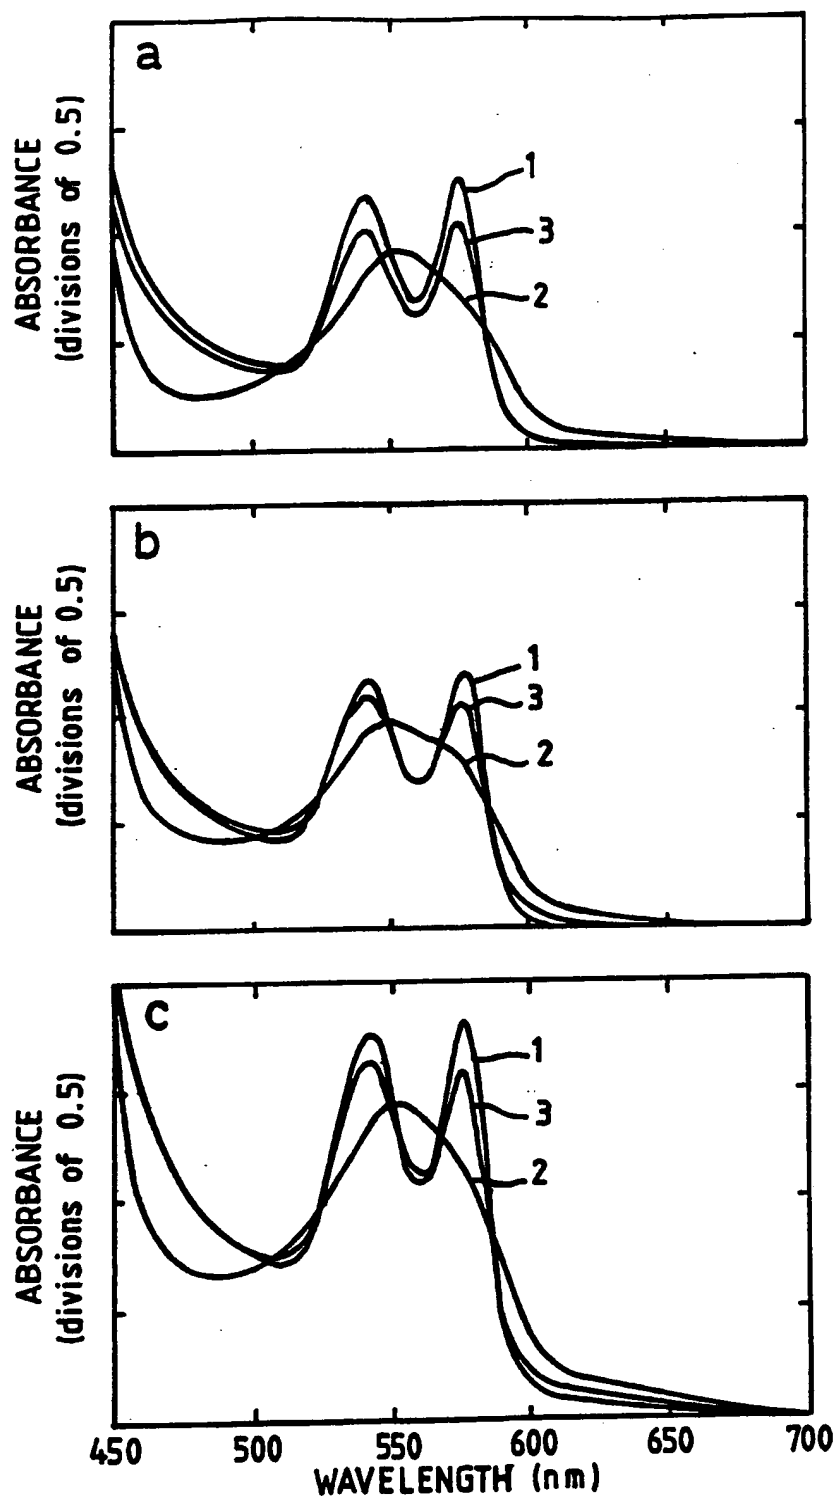 a
ABSORBANCE
(divisions of 0.5)
1
3
2
b
ABSORBANCE
(divisions of 0.5)
1
3
2
c
ABSORBANCE
(divisions of 0.5)
1
3
2
450 500 550 600 650 700
WAVELENGTH (nm)